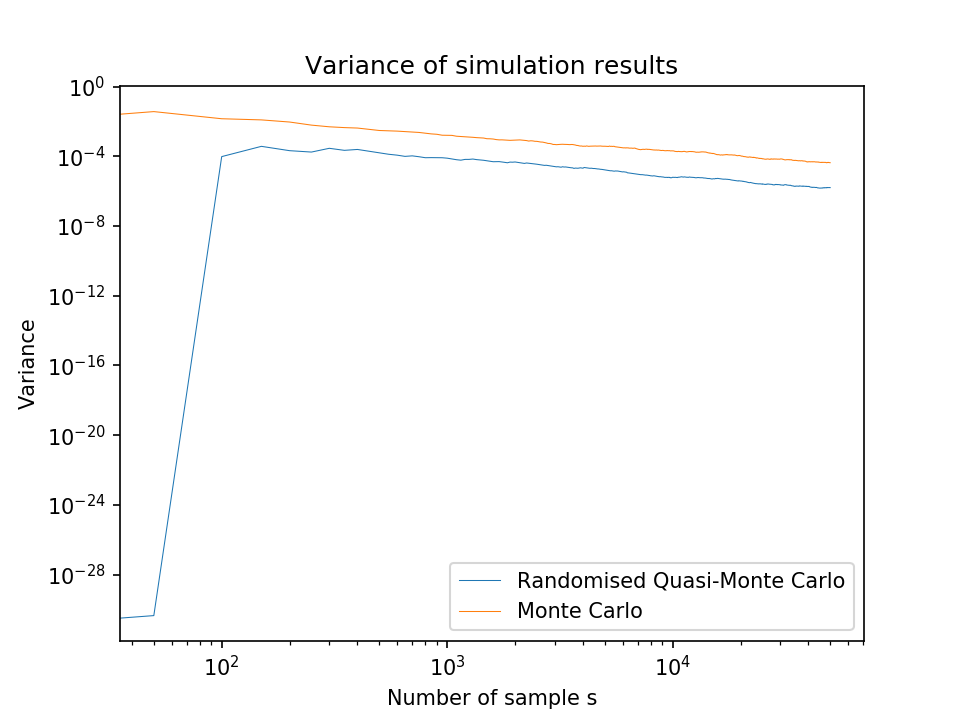 Variance of simulation results
10^0
10^-4
10^-8
10^-12
10^-16
10^-20
10^-24
10^-28
Variance
Randomised Quasi-Monte Carlo
Monte Carlo
10^2
10^3
10^4
Number of sample s